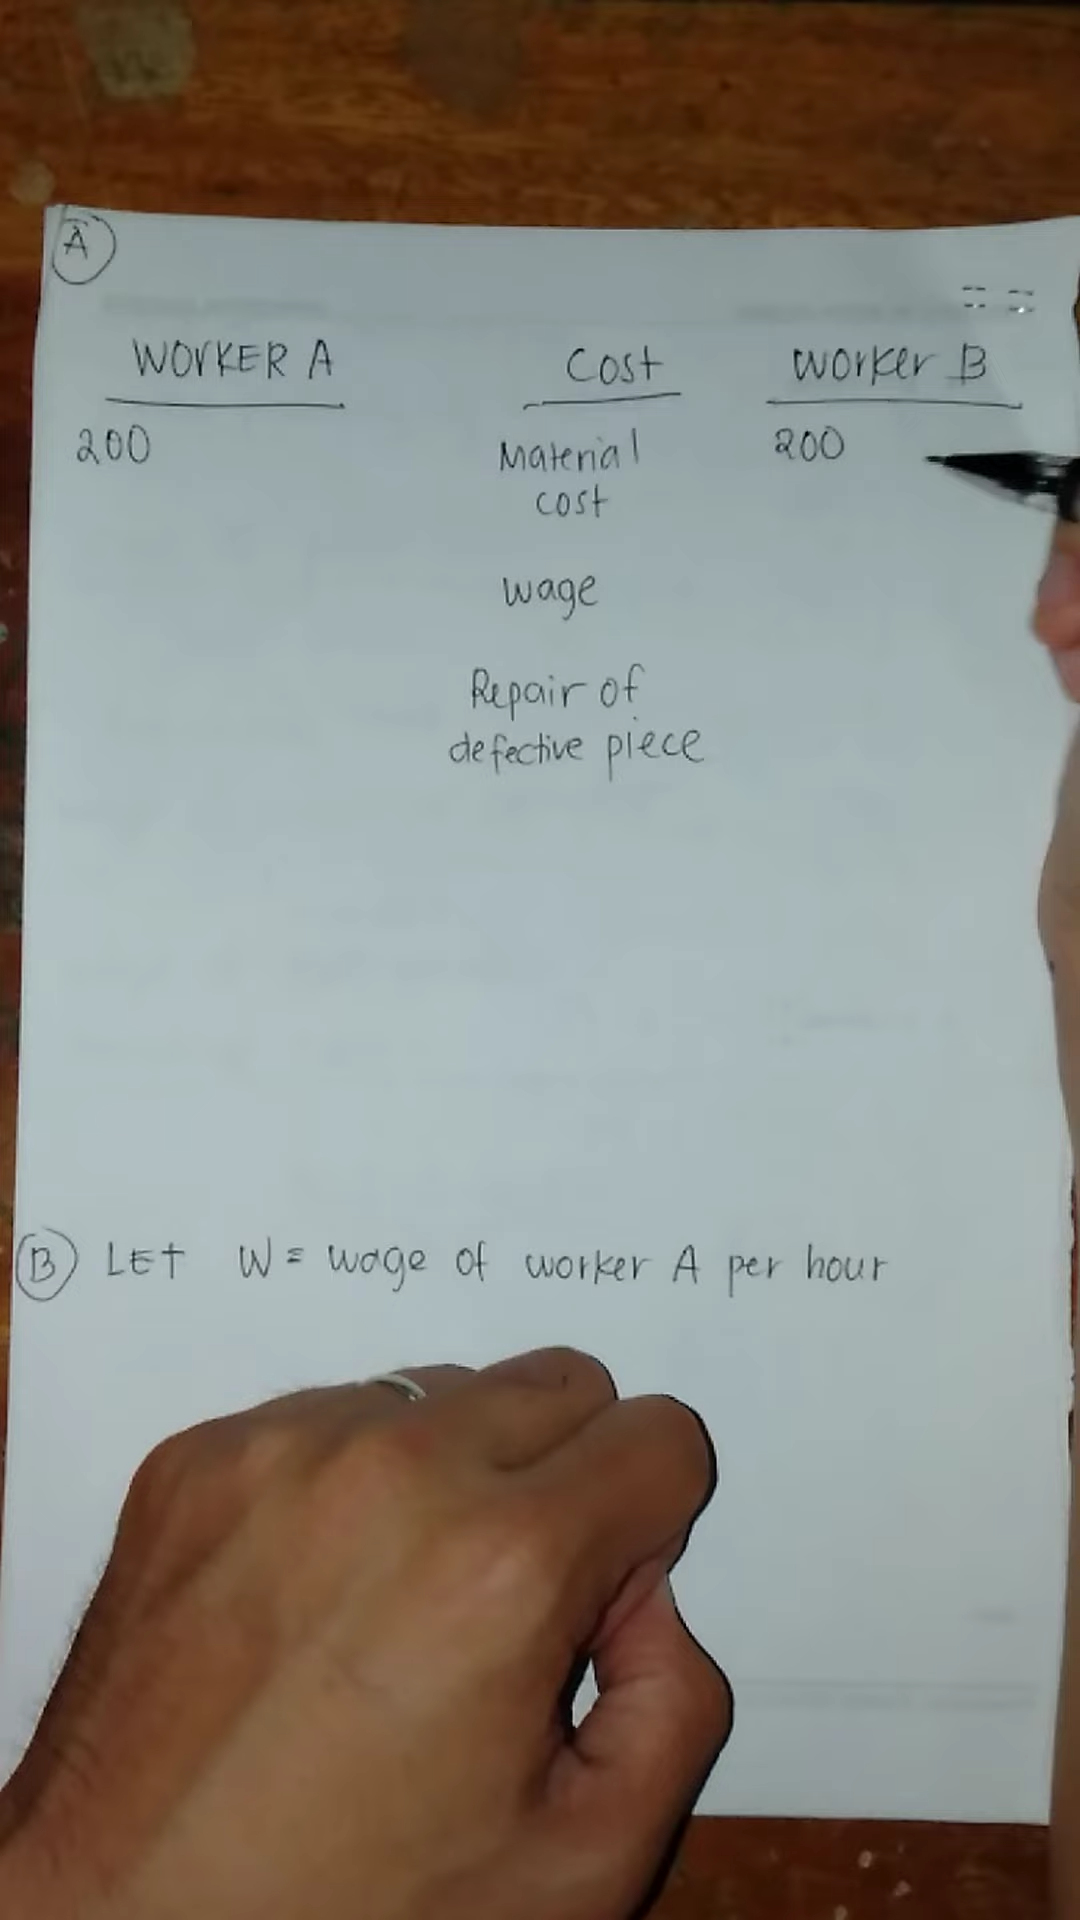 A
WORKER A Cost Worker B
200 Material 200
cost
wage
Repair of
defective piece
B LET W = wage of worker A per hour